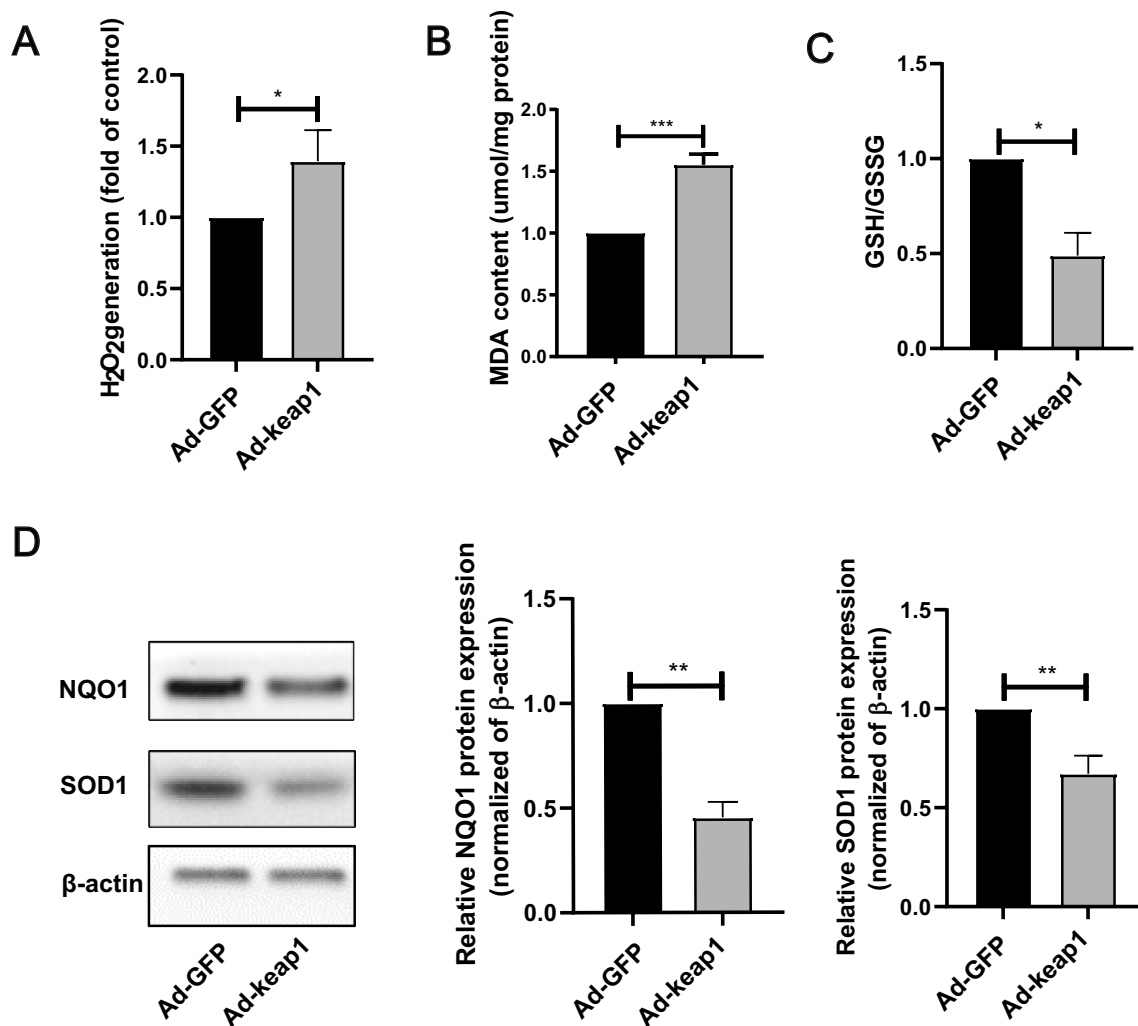 A
H2O2generation (fold of control)
2.0
1.5
1.0
0.5
0.0
*
Ad-GFP
Ad-keap1
B
MDA content (umol/mg protein)
2.0
1.5
1.0
0.5
0.0
***
Ad-GFP
Ad-keap1
C
GSH/GSSG
1.5
1.0
0.5
0.0
*
Ad-GFP
Ad-keap1
D
NQO1
SOD1
β-actin
Ad-GFP
Ad-keap1
Relative NQO1 protein expression
(normalized of β-actin)
1.5
1.0
0.5
0.0
**
Ad-GFP
Ad-keap1
Relative SOD1 protein expression
(normalized of β-actin)
1.5
1.0
0.5
0.0
**
Ad-GFP
Ad-keap1